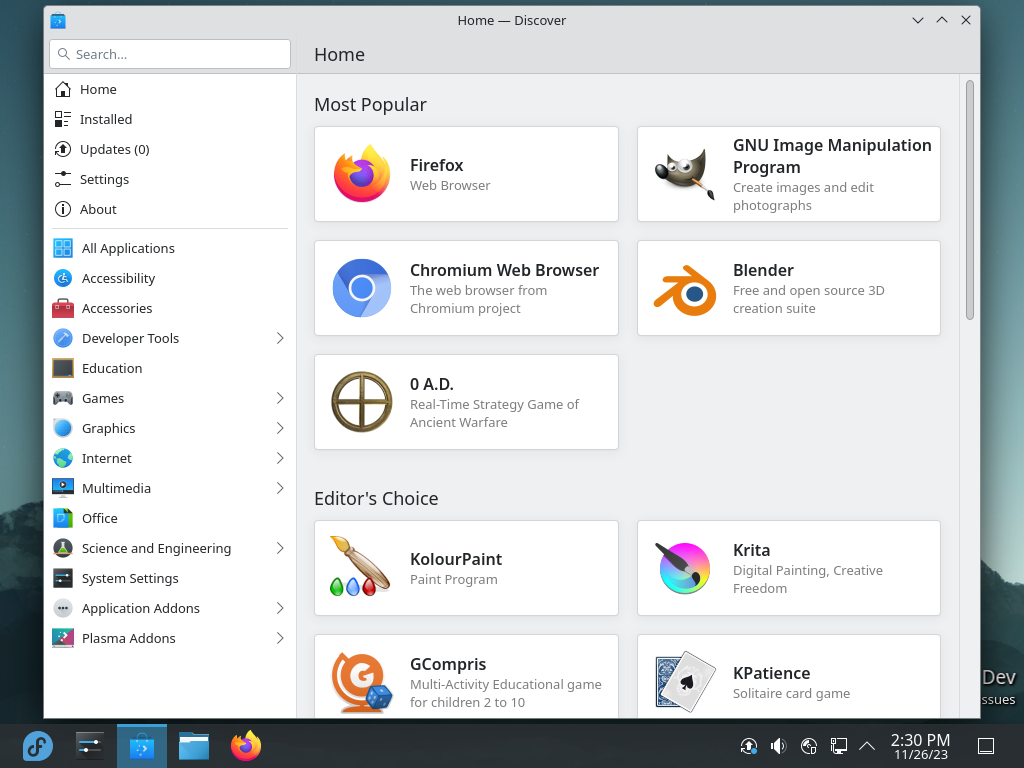 Home — Discover
Search...
Home
Home
Installed
Updates (0)
Settings
About
All Applications
Accessibility
Accessories
Developer Tools
Education
Games
Graphics
Internet
Multimedia
Office
Science and Engineering
System Settings
Application Addons
Plasma Addons
Most Popular
Firefox
Web Browser
GNU Image Manipulation
Program
Create images and edit
photographs
Chromium Web Browser
The web browser from
Chromium project
Blender
Free and open source 3D
creation suite
0 A.D.
Real-Time Strategy Game of
Ancient Warfare
Editor's Choice
KolourPaint
Paint Program
Krita
Digital Painting, Creative
Freedom
GCompris
Multi-Activity Educational game
for children 2 to 10
KPatience
Solitaire card game
Dev
ssues
2:30 PM
11/26/23